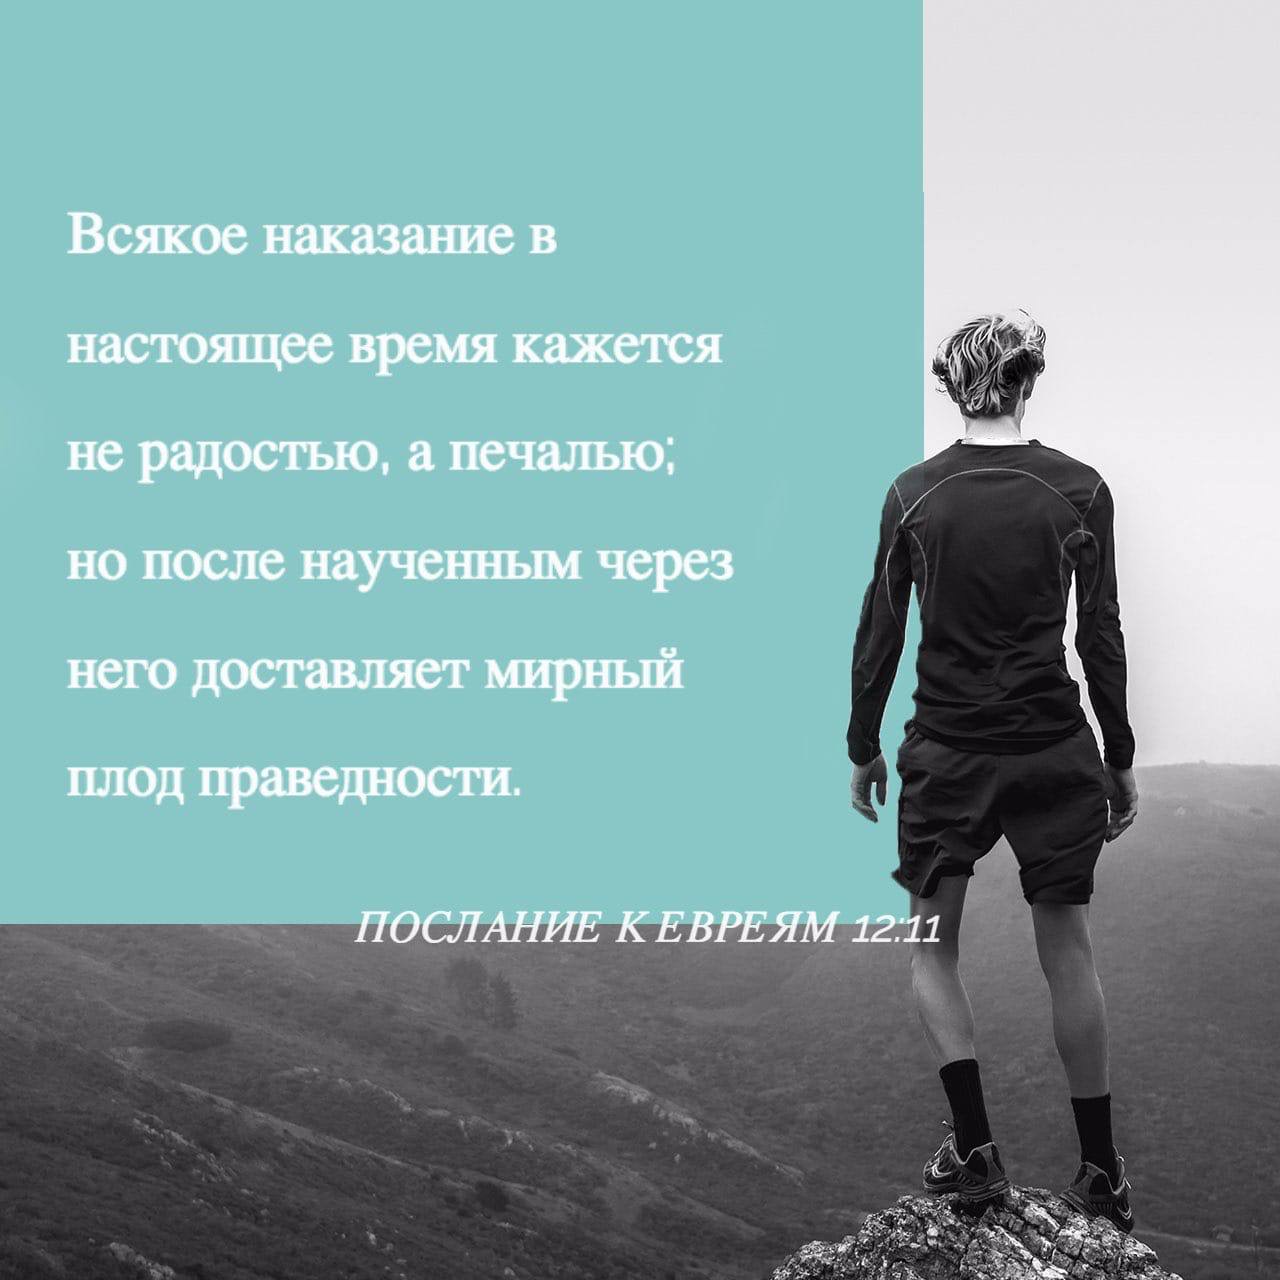 Всякое наказание в
настоящее время кажется
не радостью, а печалью;
но после наученным через
него доставляет мирный
плод праведности.
ПОСЛАНИЕ К ЕВРЕЯМ 12:11